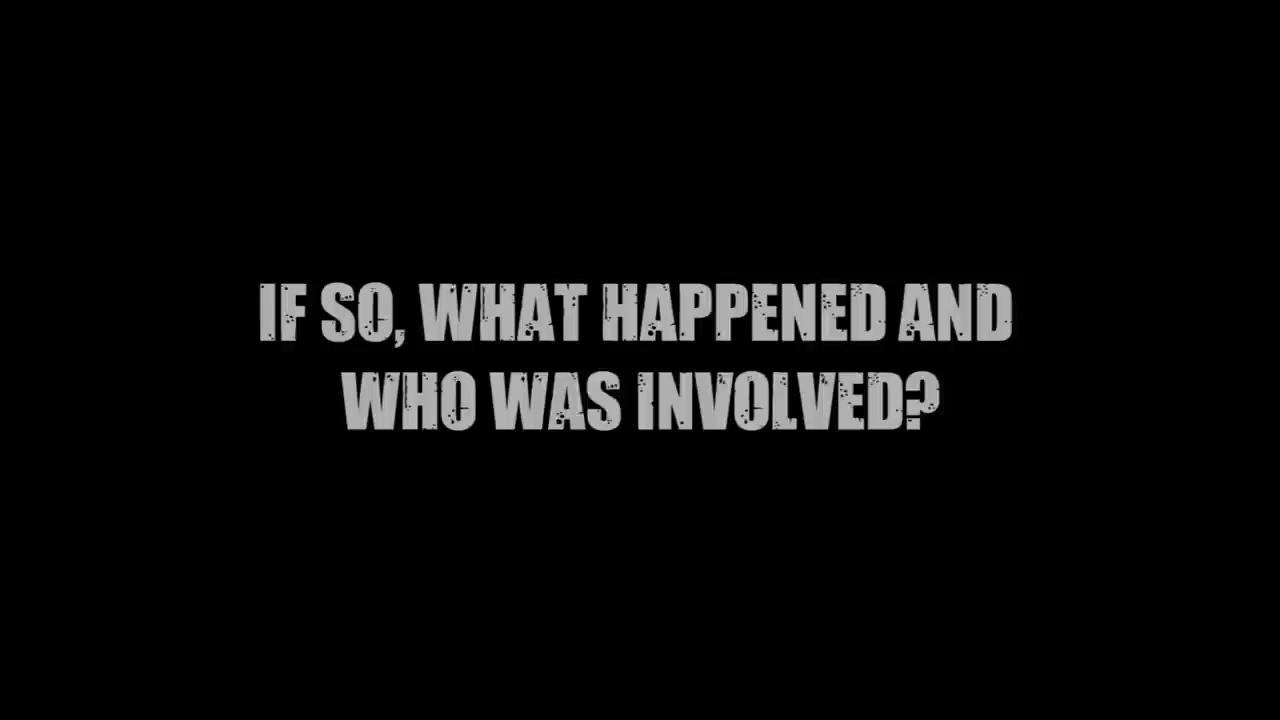 IF SO, WHAT HAPPENED AND
WHO WAS INVOLVED?